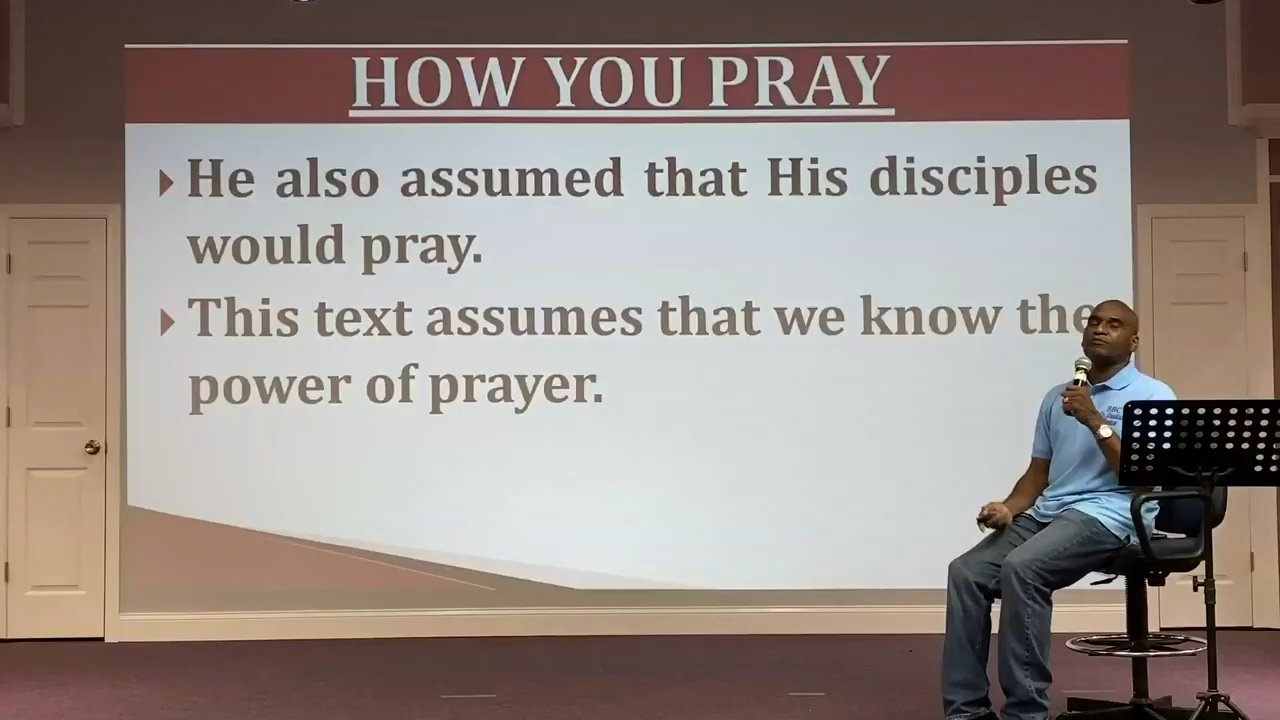 HOW YOU PRAY
He also assumed that His disciples
would pray.
This text assumes that we know the
power of prayer.
SBC